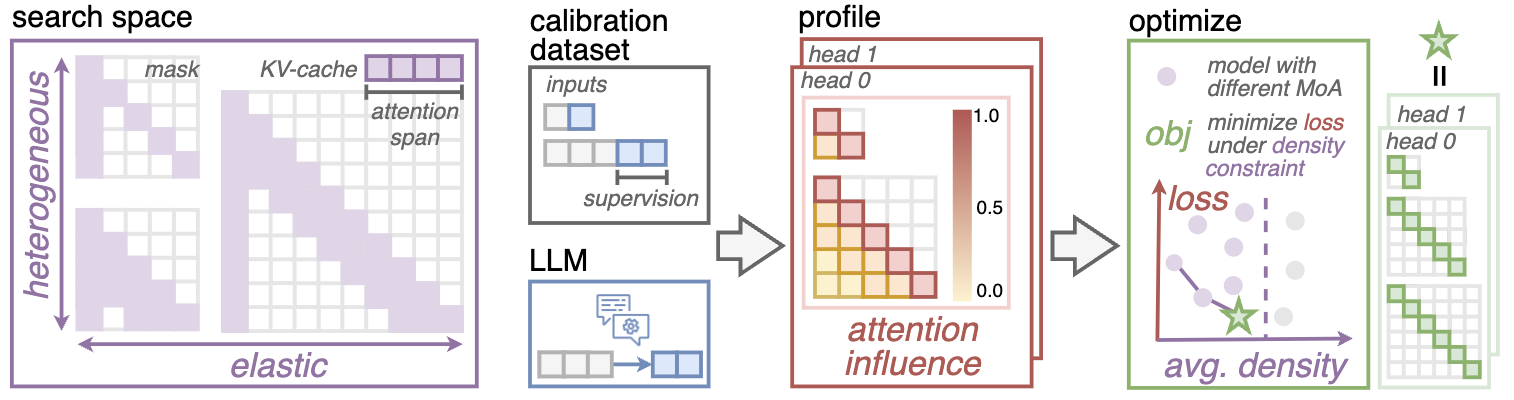 search space
heterogeneous
mask
KV-cache
attention
span
elastic
calibration
dataset
inputs
supervision
LLM
profile
head 1
head 0
1.0
0.5
0.0
attention
influence
optimize
model with
different MoA
obj
minimize loss
under density
constraint
loss
avg. density
=
head 1
head 0